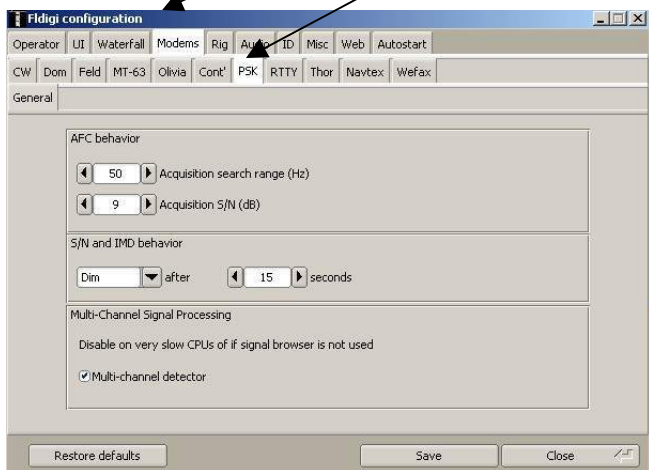 Fldigi configuration
Operator UI Waterfall Modems Rig Audio ID Misc Web Autostart
CW Dom Feld MT-63 Olivia Cont' PSK RTTY Thor Navtex Wefax
General
AFC behavior
50 Acquisition search range (Hz)
9 Acquisition S/N (dB)
S/N and IMD behavior
Dim after 15 seconds
Multi-Channel Signal Processing
Disable on very slow CPUs of if signal browser is not used
Multi-channel detector
Restore defaults Save Close